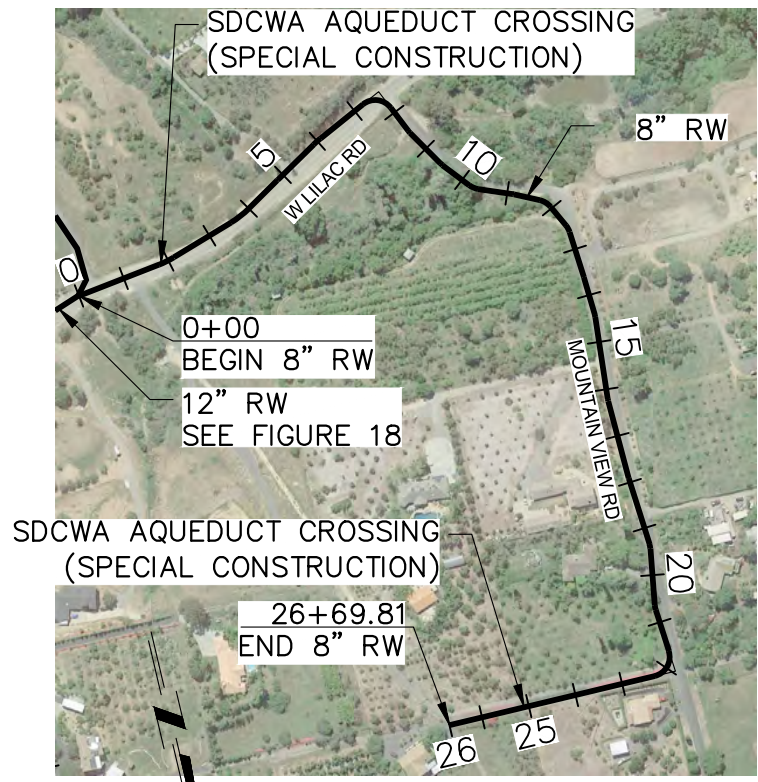 SDCWA AQUEDUCT CROSSING
(SPECIAL CONSTRUCTION)
5
W LILAC RD
10
8” RW
0
0+00
BEGIN 8” RW
12” RW
SEE FIGURE 18
15
MOUNTAIN VIEW RD
SDCWA AQUEDUCT CROSSING
(SPECIAL CONSTRUCTION)
20
26+69.81
END 8” RW
25
26